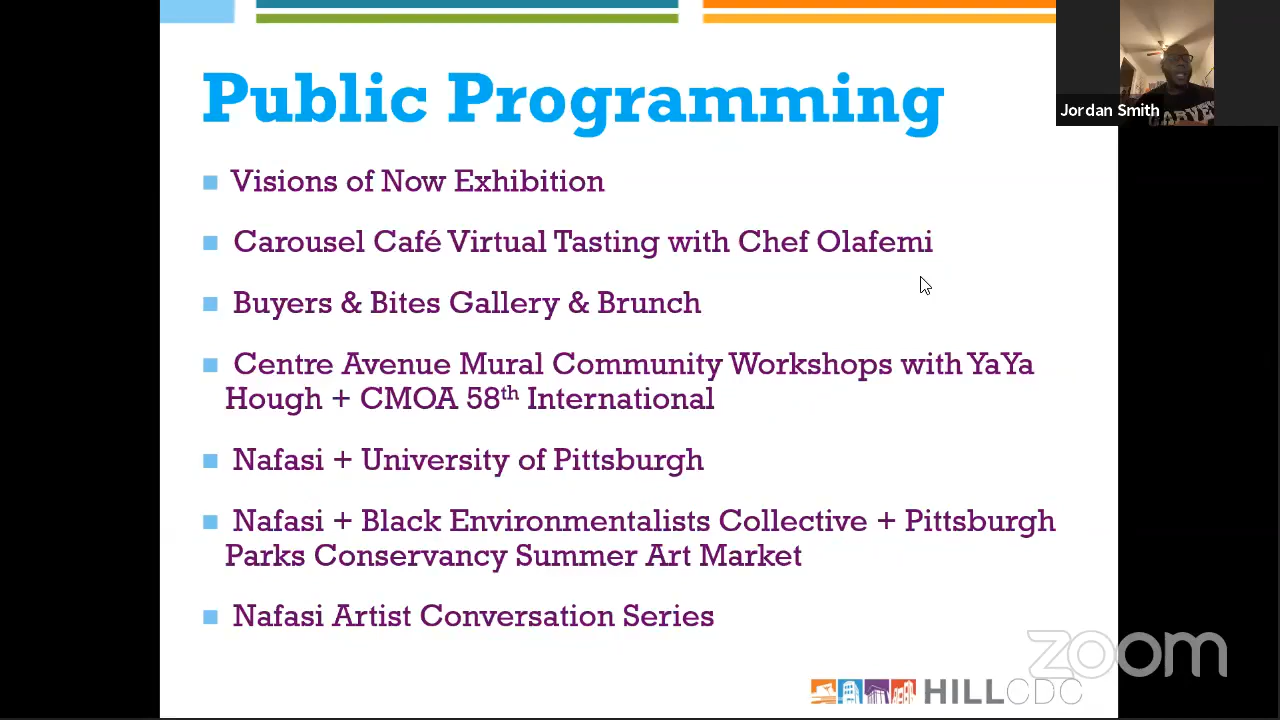 Public Programming
Jordan Smith
Visions of Now Exhibition
Carousel Café Virtual Tasting with Chef Olafemi
Buyers & Bites Gallery & Brunch
Centre Avenue Mural Community Workshops with YaYa
Hough + CMOA 58th International
Nafasi + University of Pittsburgh
Nafasi + Black Environmentalists Collective + Pittsburgh
Parks Conservancy Summer Art Market
Nafasi Artist Conversation Series
zoom
HILLCDC